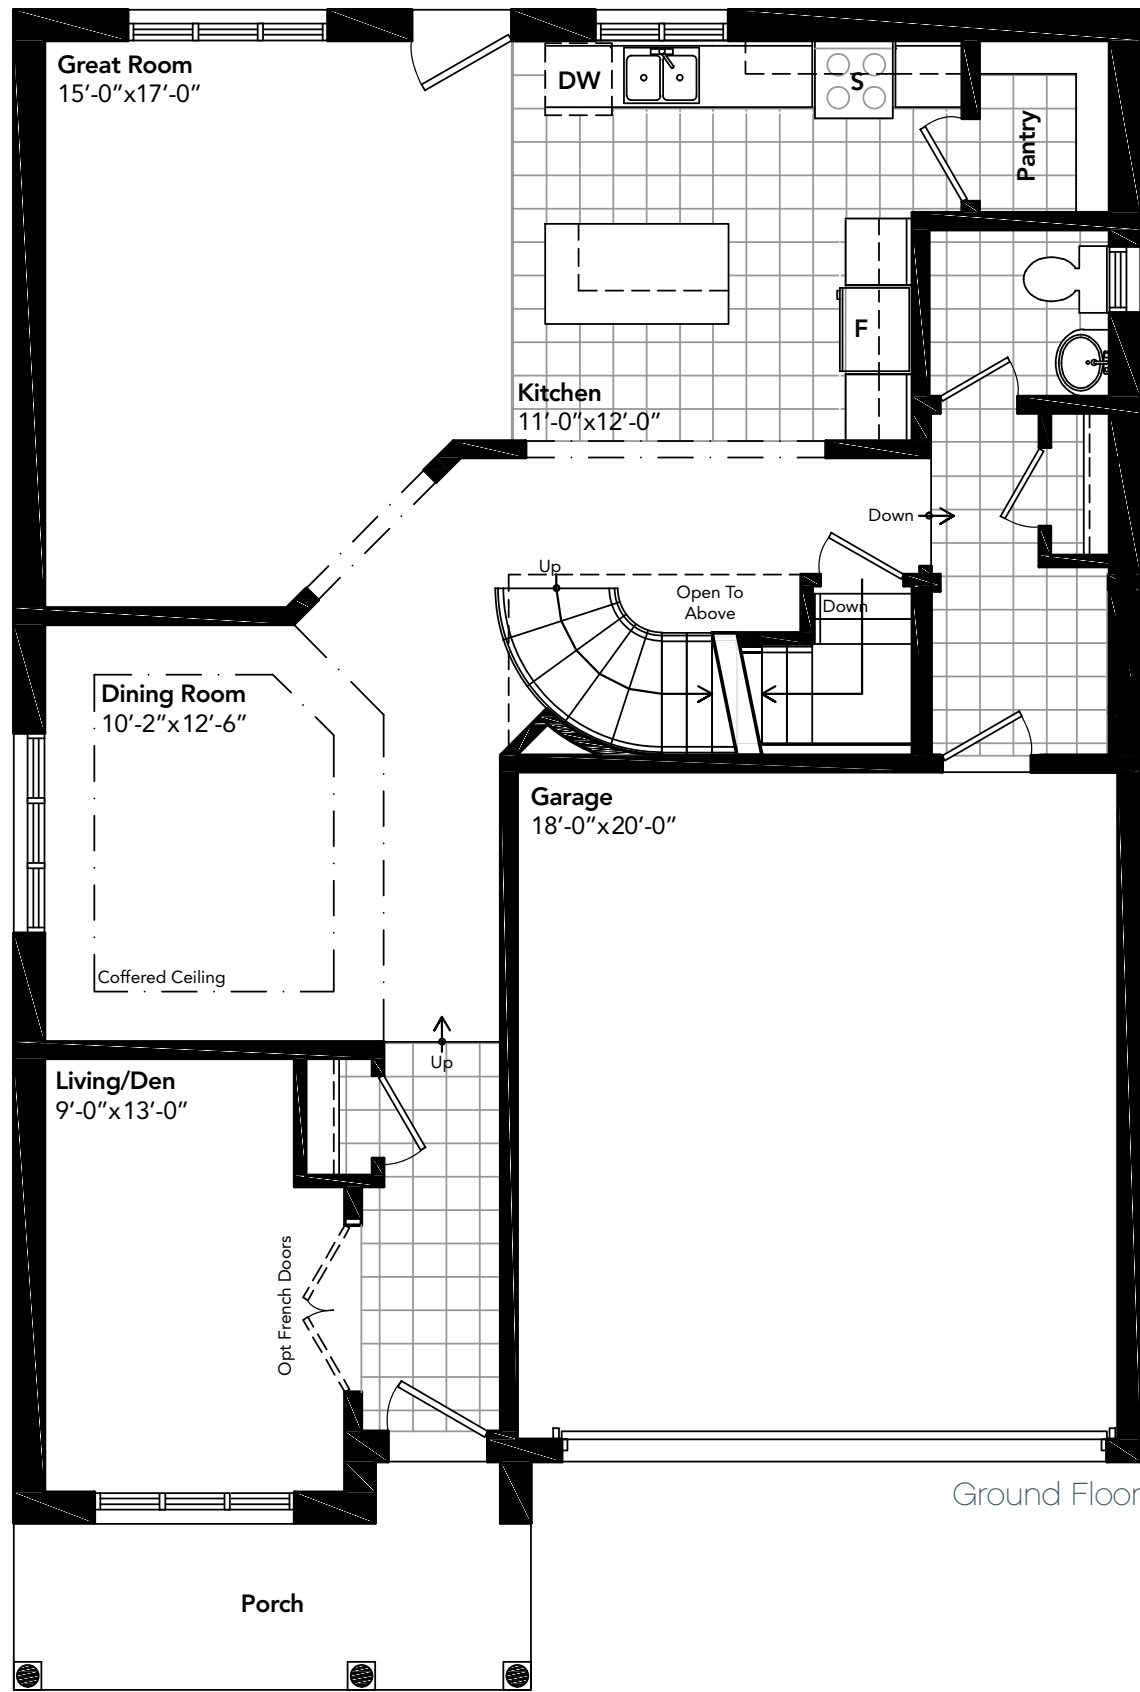 Great Room
15'-0"x17'-0"
DW
S
Pantry
F
Kitchen
11'-0"x12'-0"
Down
Up
Open To
Above
Down
Dining Room
10'-2"x12'-6"
Coffered Ceiling
Garage
18'-0"x20'-0"
Up
Living/Den
9'-0"x13'-0"
Opt French Doors
Ground Floor
Porch